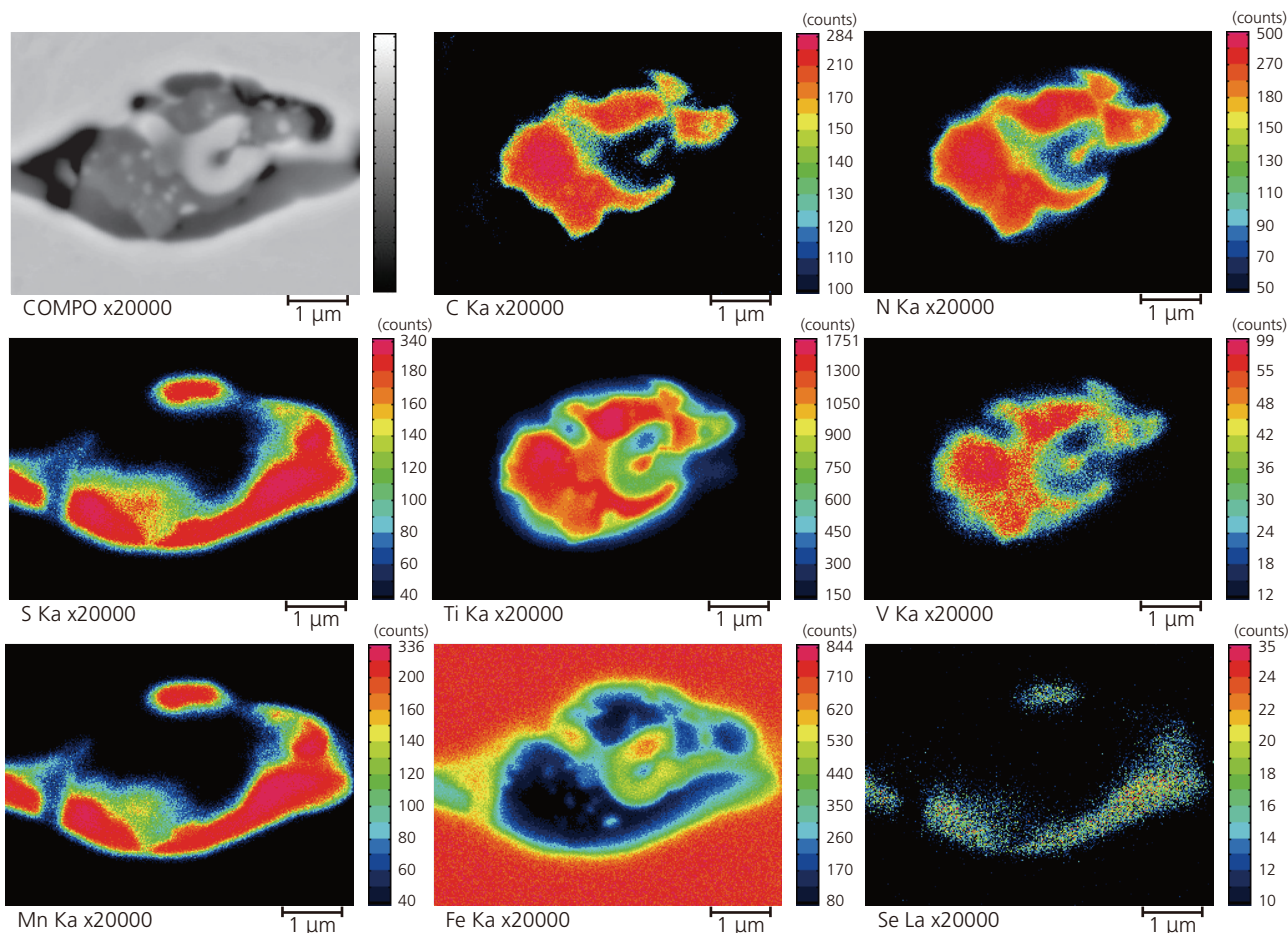 (counts)
284
210
170
150
140
130
120
110
100
(counts)
500
270
190
150
130
110
90
70
50
COMPO x20000
1 μm
C Ka x20000
1 μm
N Ka x20000
1 μm
(counts)
340
180
160
140
120
100
80
60
40
(counts)
1751
1300
1050
900
750
600
450
300
150
(counts)
99
55
48
42
36
30
24
18
12
S Ka x20000
1 μm
Ti Ka x20000
1 μm
V Ka x20000
1 μm
(counts)
336
200
160
140
120
100
80
60
40
(counts)
844
710
620
530
440
350
260
170
80
(counts)
35
24
22
20
18
16
14
12
10
Mn Ka x20000
1 μm
Fe Ka x20000
1 μm
Se La x20000
1 μm